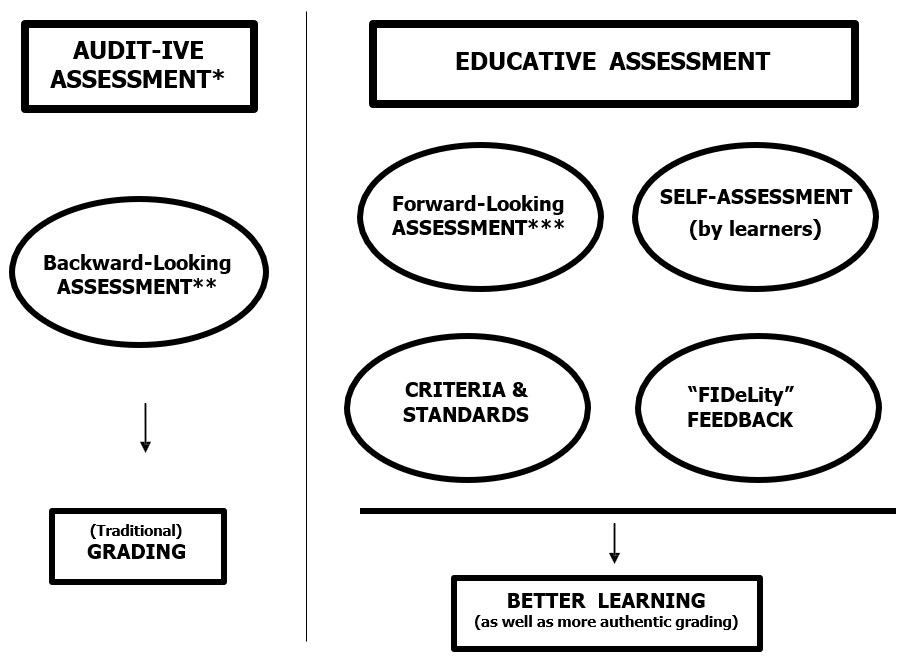 AUDIT-IVE
ASSESSMENT*
Backward-Looking
ASSESSMENT**
(Traditional)
GRADING
EDUCATIVE ASSESSMENT
Forward-Looking
ASSESSMENT***
SELF-ASSESSMENT
(by learners)
CRITERIA &
STANDARDS
“FIDeLity”
FEEDBACK
BETTER LEARNING
(as well as more authentic grading)